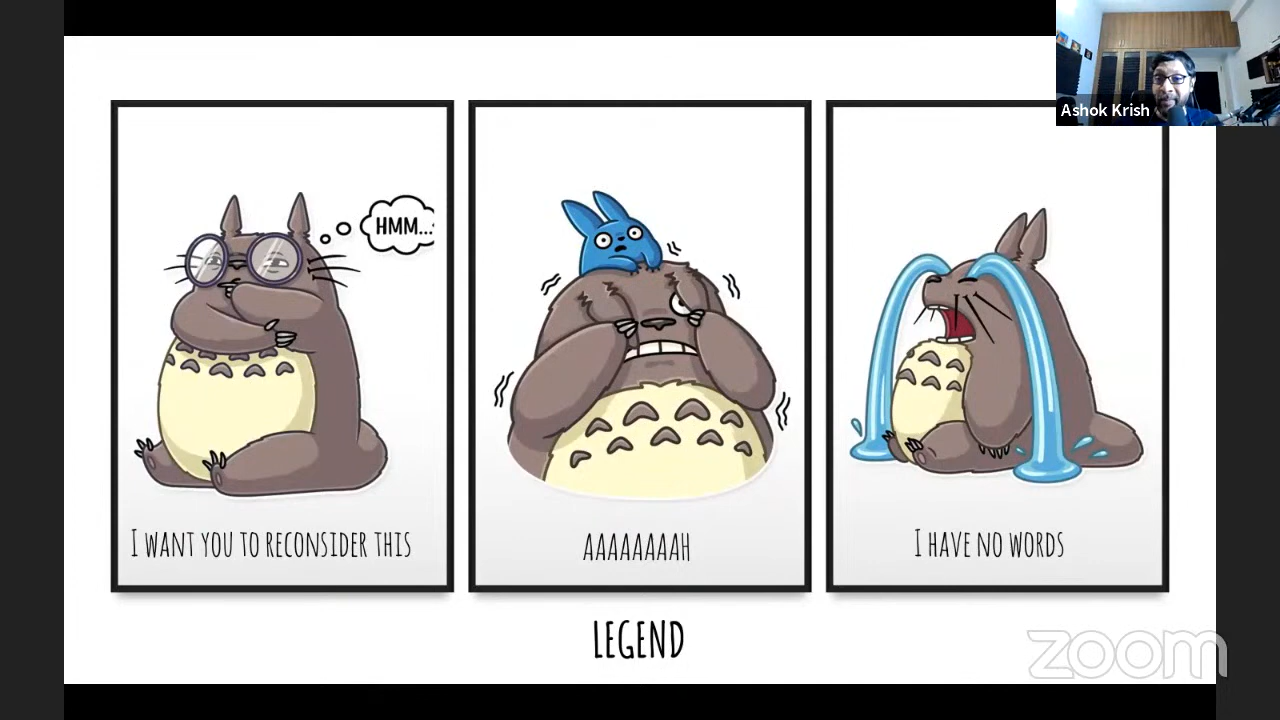 Ashok Krish
HMM...
I WANT YOU TO RECONSIDER THIS
AAAAAAAAH
I HAVE NO WORDS
LEGEND
zoom